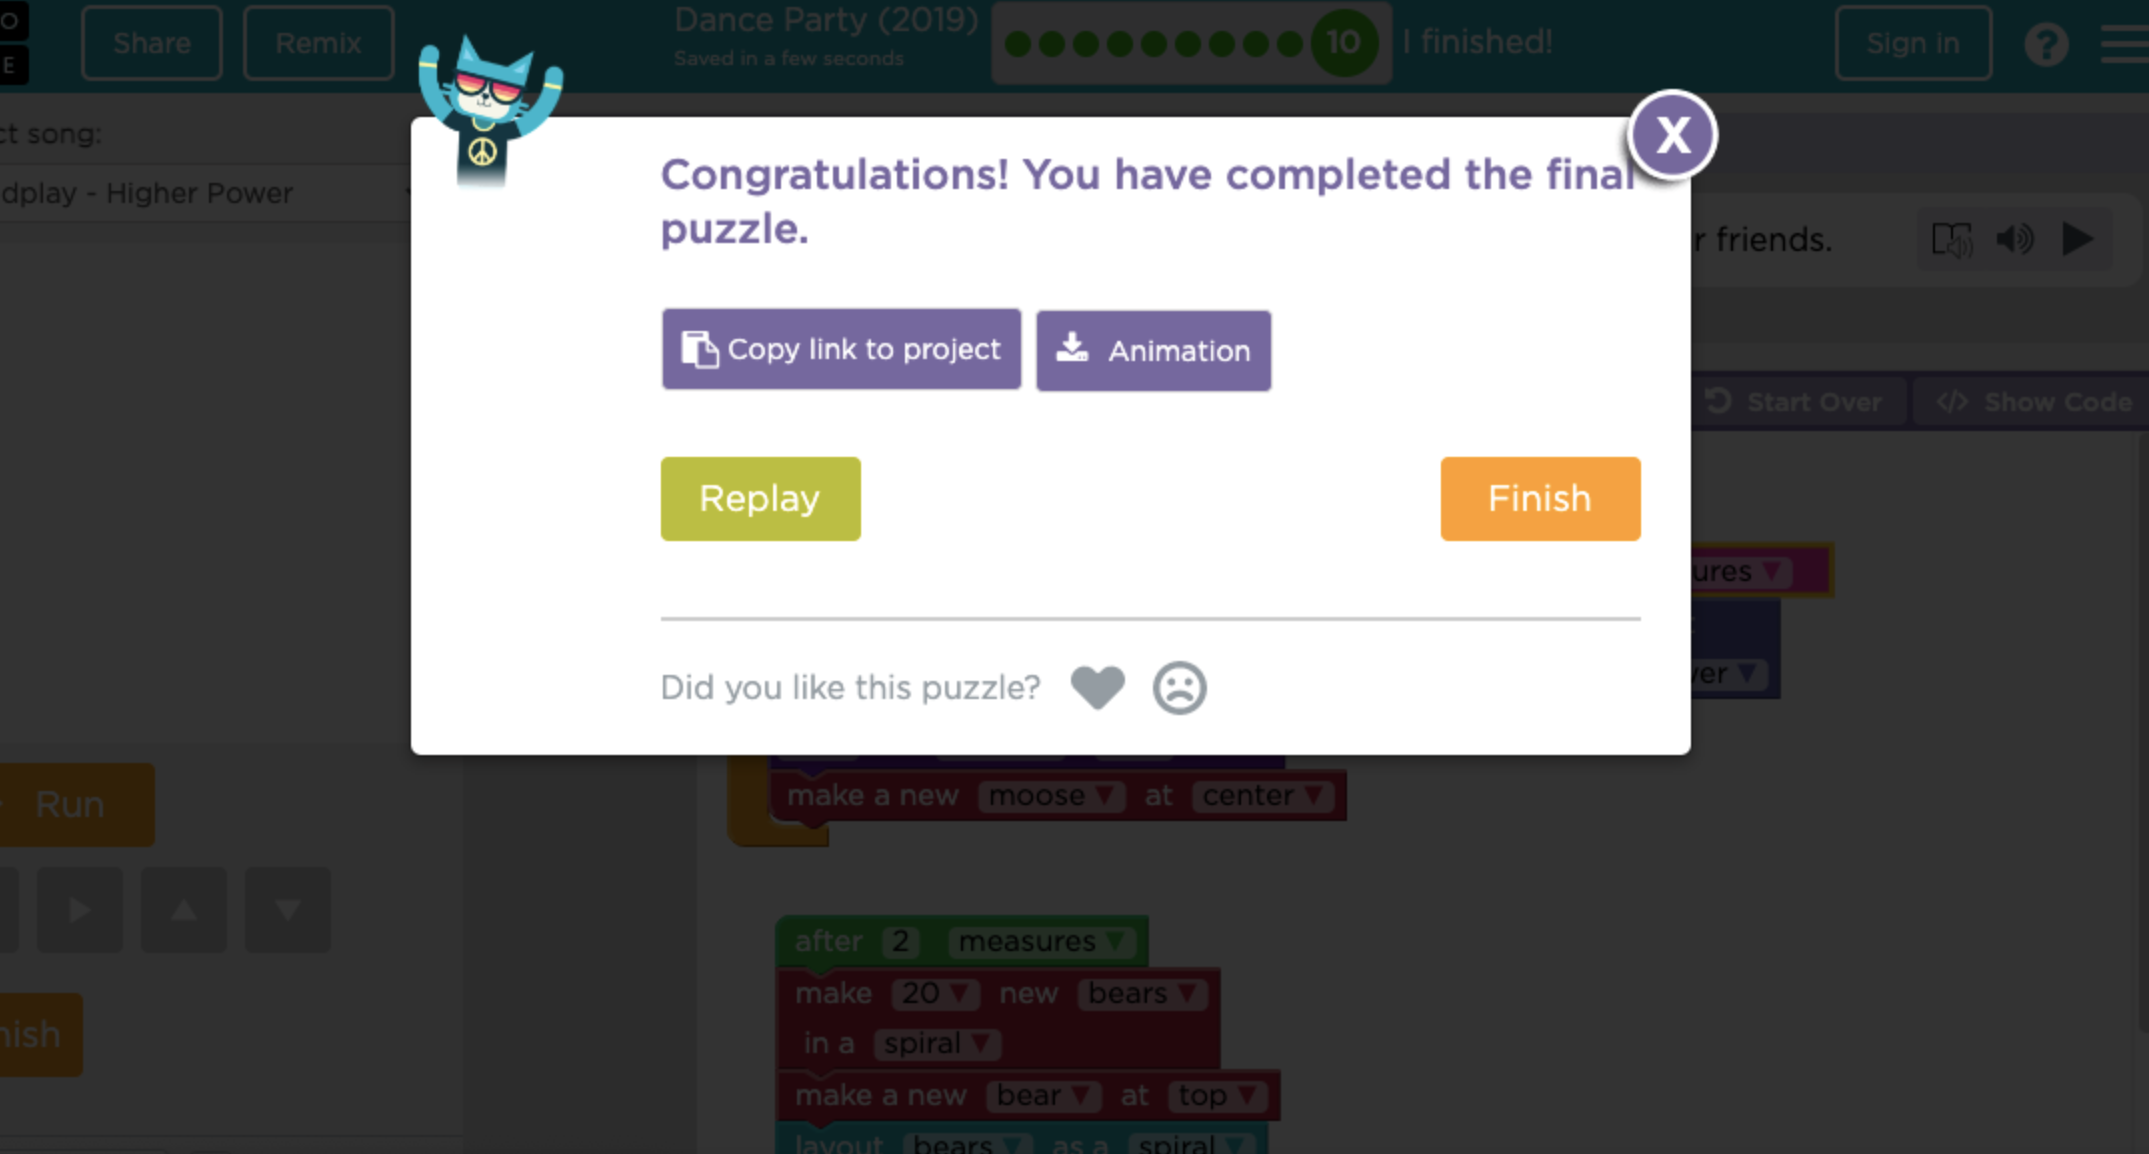 O
E
Share
Remix
Dance Party (2019)
Saved in a few seconds
10
I finished!
Sign in
?
ct song:
dplay - Higher Power
X
Congratulations! You have completed the final
puzzle.
r friends.
Copy link to project
Animation
Start Over
</> Show Code
Replay
Finish
ures
ver
Did you like this puzzle?
make a new moose at center
Run
after 2 measures
make 20 new bears
in a spiral
nish
make a new bear at top
layout bears as a spiral